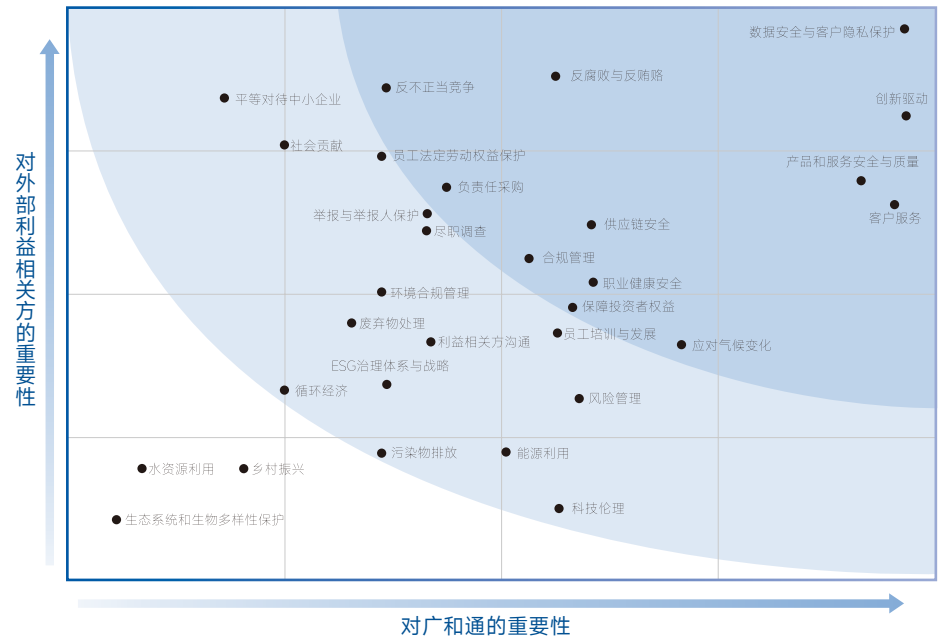 数据安全与客户隐私保护
反腐败与反贿赂
反不正当竞争
平等对待中小企业
创新驱动
社会贡献
员工法定劳动权益保护
产品和服务安全与质量
负责任采购
举报与举报人保护
客户服务
供应链安全
尽职调查
合规管理
职业健康安全
环境合规管理
保障投资者权益
废弃物处理
员工培训与发展
利益相关方沟通
应对气候变化
ESG治理体系与战略
循环经济
风险管理
污染物排放
能源利用
水资源利用
乡村振兴
科技伦理
生态系统和生物多样性保护
对外部利益相关方的重要性
对广和通的重要性